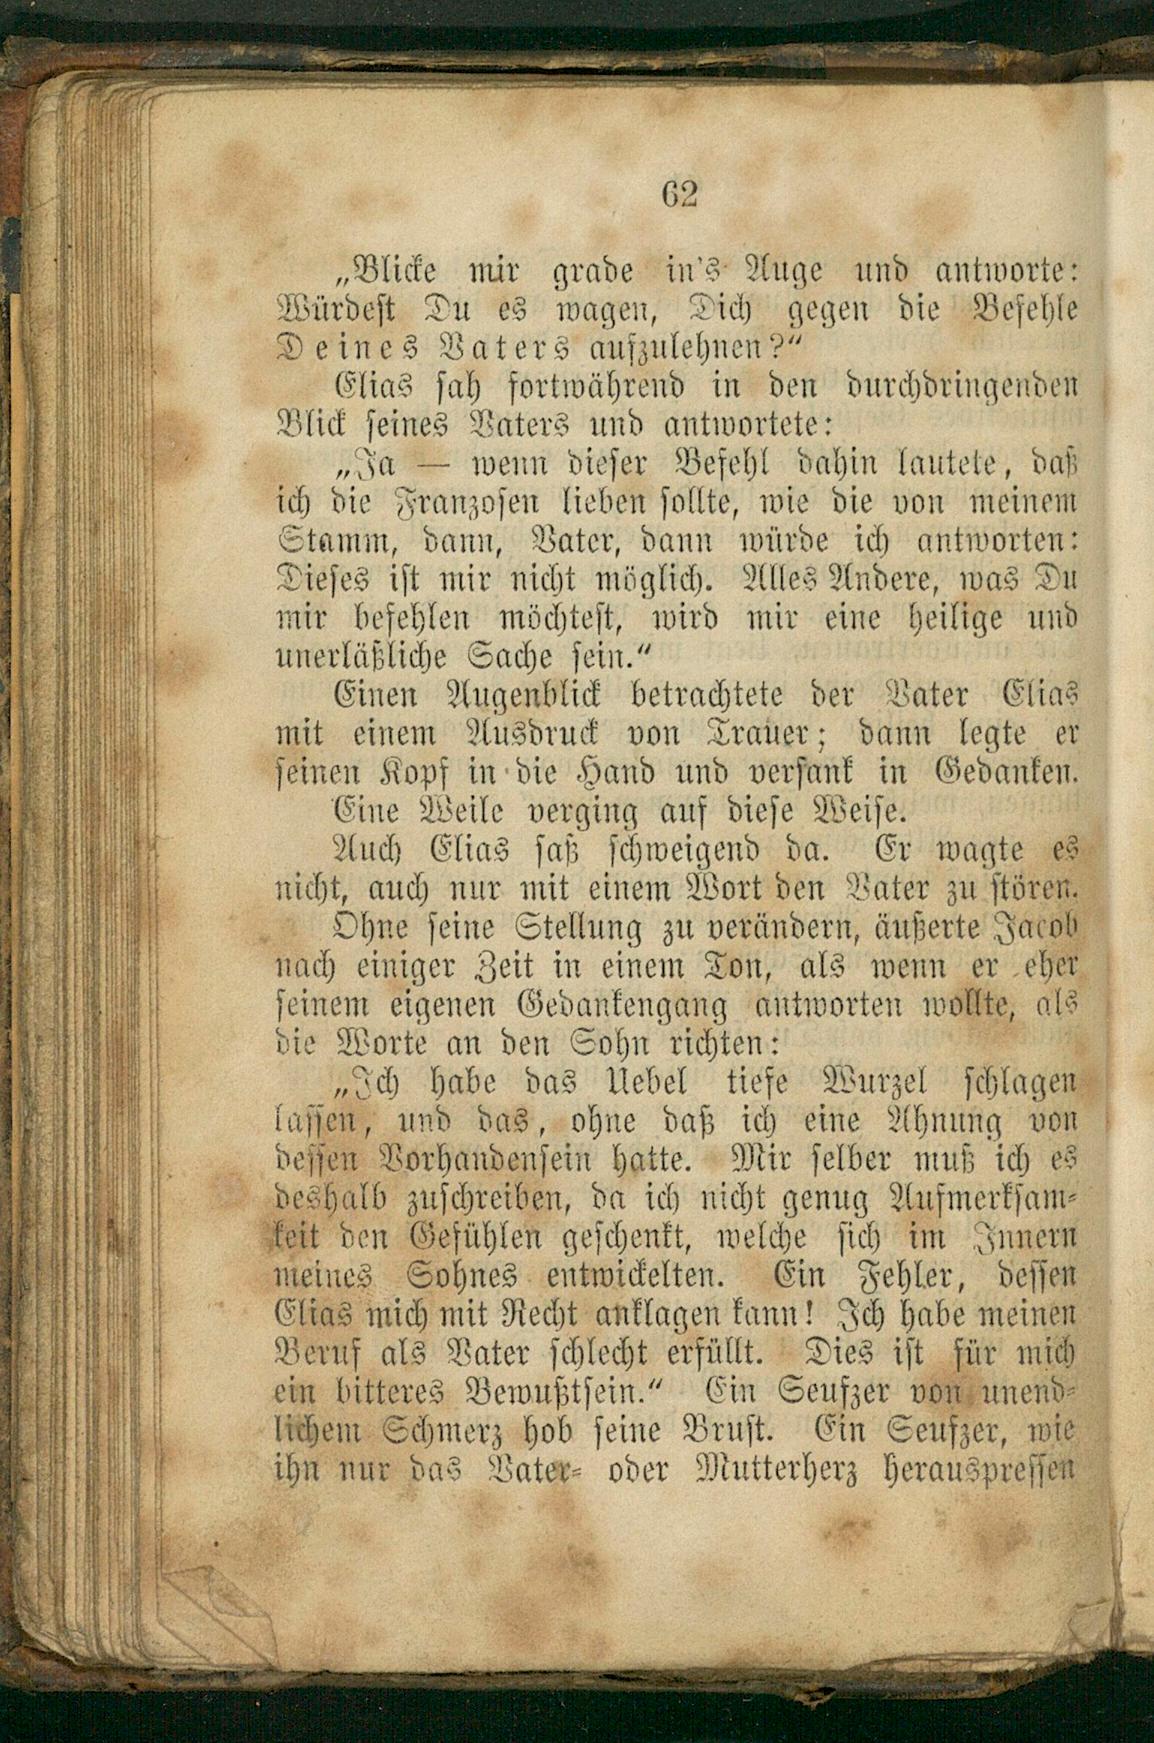 62
„Blicke mir grade in's Auge und antworte:
Würdest Du es wagen, Dich gegen die Befehle
Deines Vaters aufzulehnen?“
Elias sah fortwährend in den durchdringenden
Blick seines Vaters und antwortete:
„Ja — wenn dieser Befehl dahin lautete, daß
ich die Franzosen lieben sollte, wie die von meinem
Stamm, dann, Vater, dann würde ich antworten:
Dieses ist mir nicht möglich. Alles Andere, was Du
mir befehlen möchtest, wird mir eine heilige und
unerläßliche Sache sein.“
Einen Augenblick betrachtete der Vater Elias
mit einem Ausdruck von Trauer; dann legte er
seinen Kopf in die Hand und versank in Gedanken.
Eine Weile verging auf diese Weise.
Auch Elias saß schweigend da. Er wagte es
nicht, auch nur mit einem Wort den Vater zu stören.
Ohne seine Stellung zu verändern, äußerte Jacob
nach einiger Zeit in einem Ton, als wenn er eher
seinem eigenen Gedankengang antworten wollte, als
die Worte an den Sohn richten:
„Ich habe das Uebel tiefe Wurzel schlagen
lassen, und das, ohne daß ich eine Ahnung von
dessen Vorhandensein hatte. Mir selber muß ich es
deshalb zuschreiben, da ich nicht genug Aufmerksam-
keit den Gefühlen geschenkt, welche sich im Innern
meines Sohnes entwickelten. Ein Fehler, dessen
Elias mich mit Recht anklagen kann! Ich habe meinen
Beruf als Vater schlecht erfüllt. Dies ist für mich
ein bitteres Bewußtsein.“ Ein Seufzer von unend-
lichem Schmerz hob seine Brust. Ein Seufzer, wie
ihn nur das Vater- oder Mutterherz herauspressen